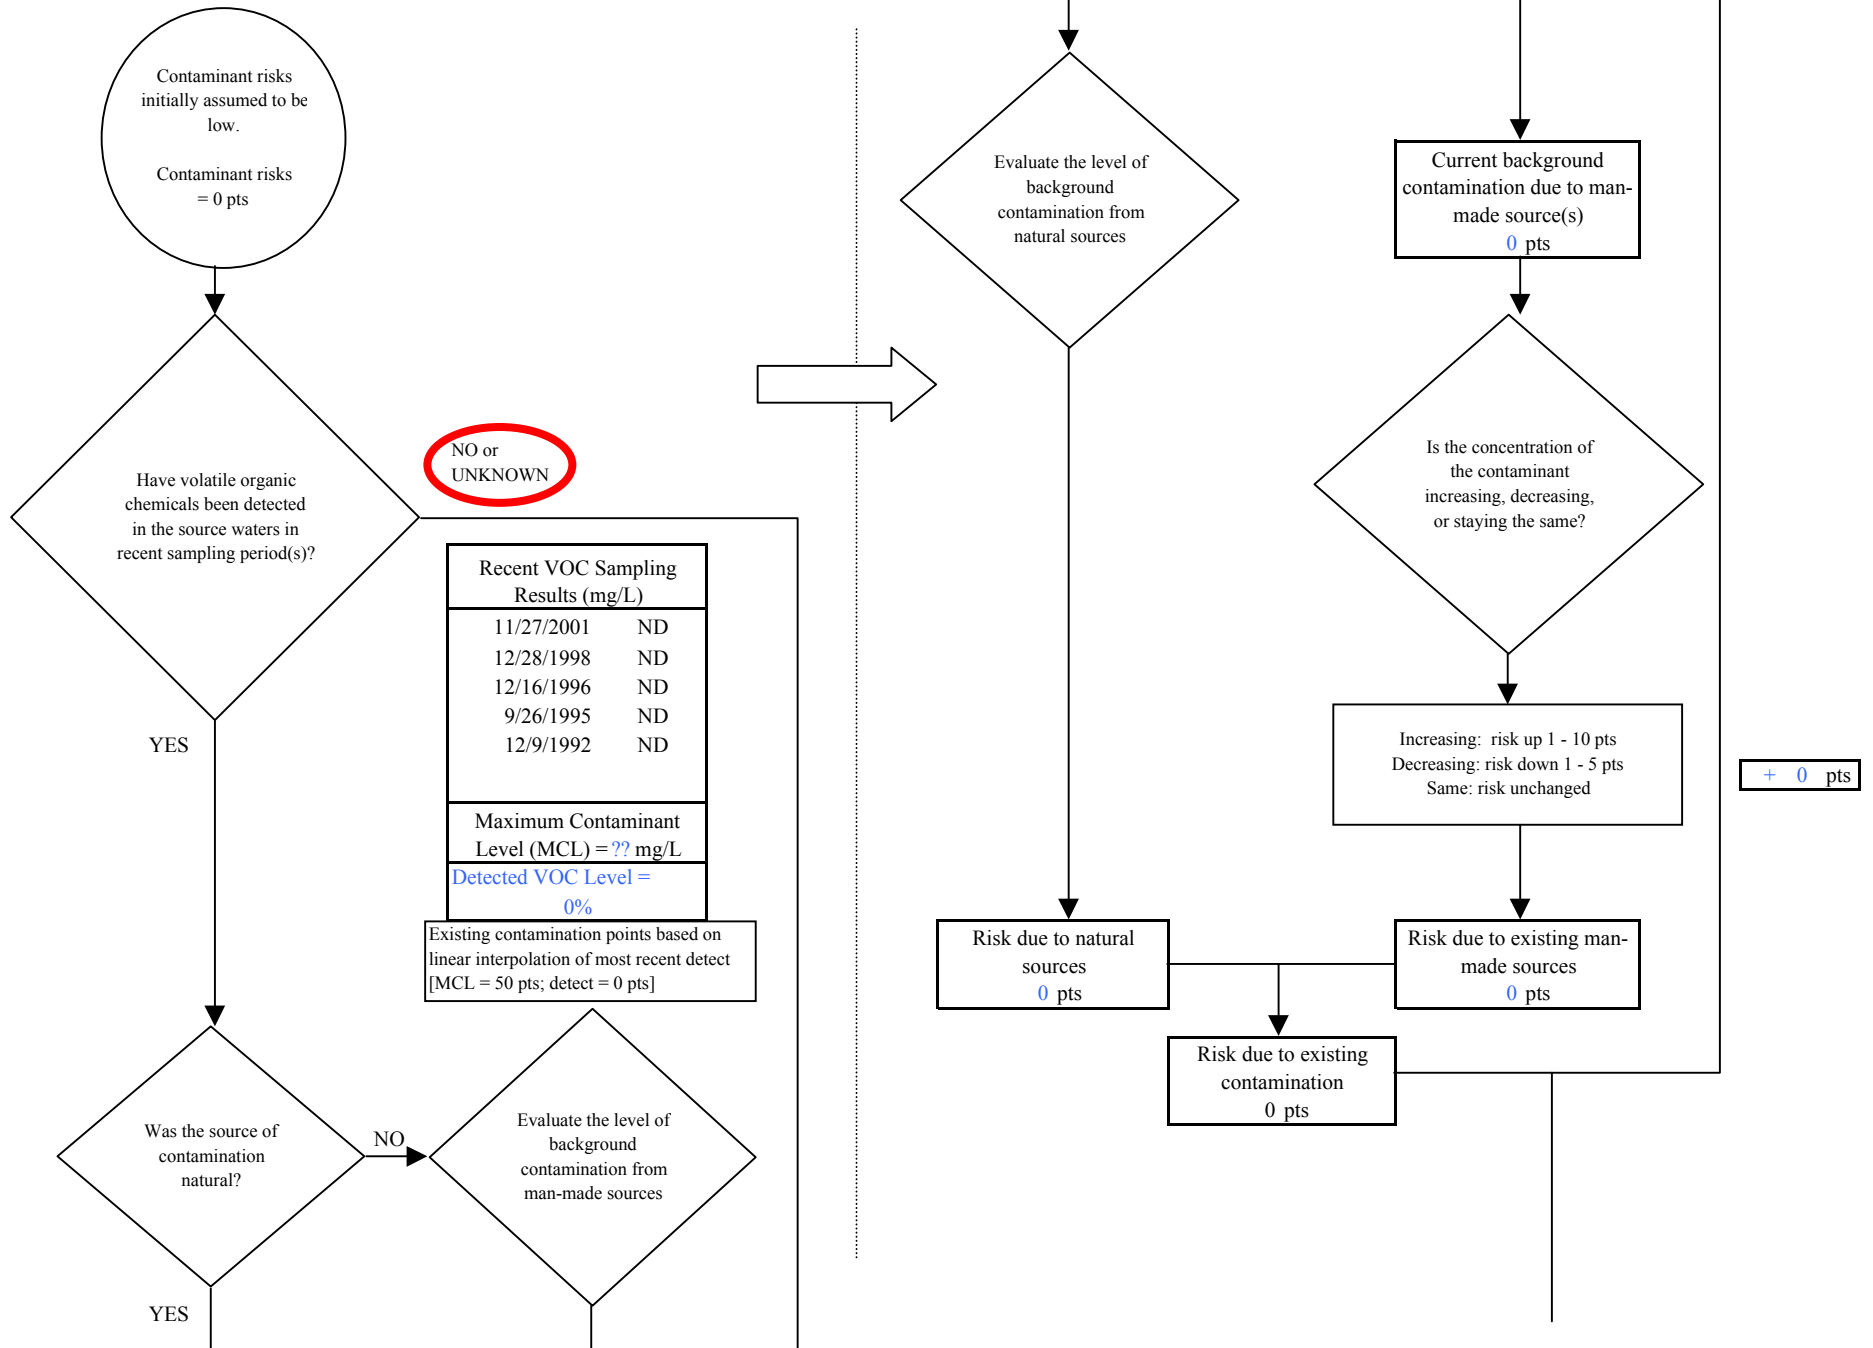 Contaminant risks
initially assumed to be
low.
Contaminant risks
= 0 pts
Have volatile organic
chemicals been detected
in the source waters in
recent sampling period(s)?
NO or
UNKNOWN
YES
Recent VOC Sampling
Results (mg/L)
11/27/2001 ND
12/28/1998 ND
12/16/1996 ND
9/26/1995 ND
12/9/1992 ND
Maximum Contaminant
Level (MCL) = ?? mg/L
Detected VOC Level =
0%
Existing contamination points based on
linear interpolation of most recent detect
[MCL = 50 pts; detect = 0 pts]
Was the source of
contamination
natural?
NO
YES
Evaluate the level of
background
contamination from
man-made sources
Evaluate the level of
background
contamination from
natural sources
Current background
contamination due to man-
made source(s)
0 pts
Is the concentration of
the contaminant
increasing, decreasing,
or staying the same?
Increasing: risk up 1 - 10 pts
Decreasing: risk down 1 - 5 pts
Same: risk unchanged
+ 0 pts
Risk due to natural
sources
0 pts
Risk due to existing man-
made sources
0 pts
Risk due to existing
contamination
0 pts